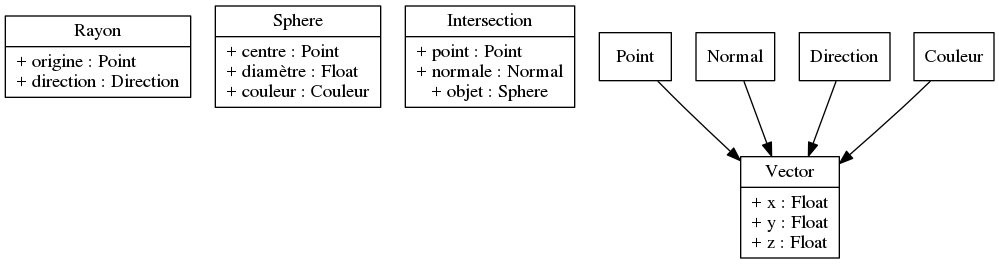 Rayon
+ origine : Point
+ direction : Direction
Sphere
+ centre : Point
+ diamètre : Float
+ couleur : Couleur
Intersection
+ point : Point
+ normale : Normal
+ objet : Sphere
Point
Normal
Direction
Couleur
Vector
+ x : Float
+ y : Float
+ z : Float